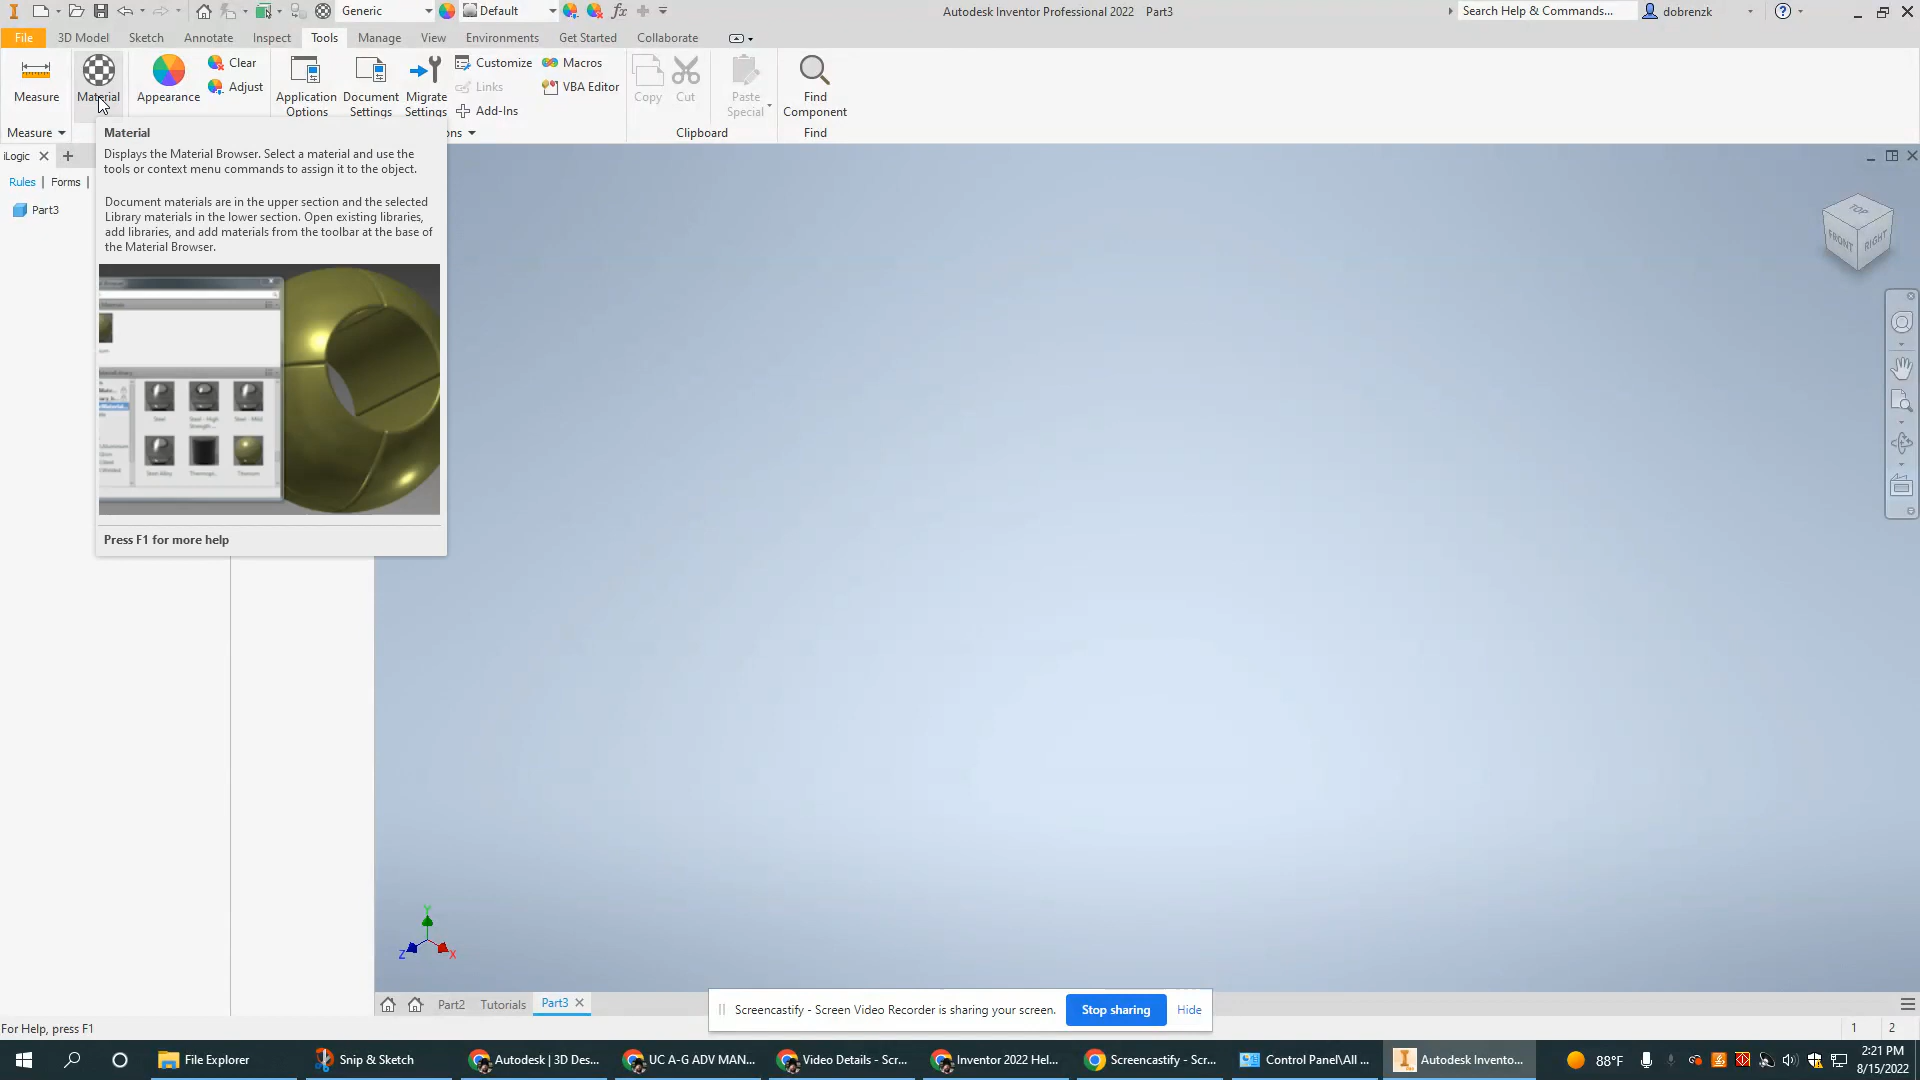 Generic
Default
Autodesk Inventor Professional 2022 Part3
Search Help & Commands...
dobrenzk
File
3D Model
Sketch
Annotate
Inspect
Tools
Manage
View
Environments
Get Started
Collaborate
Measure
Material
Appearance
Clear
Adjust
Application
Options
Document
Settings
Migrate
Settings
Customize
Links
Add-Ins
Macros
VBA Editor
Copy
Cut
Paste
Special
Find
Component
Measure
ons
Clipboard
Find
iLogic
Rules
Forms
Part3
Material
Displays the Material Browser. Select a material and use the
tools or context menu commands to assign it to the object.
Document materials are in the upper section and the selected
Library materials in the lower section. Open existing libraries,
add libraries, and add materials from the toolbar at the base of
the Material Browser.
Press F1 for more help
TOP
FRONT
RIGHT
Y
Z
X
Part2
Tutorials
Part3
Screencastify - Screen Video Recorder is sharing your screen.
Stop sharing
Hide
For Help, press F1
1
2
File Explorer
Snip & Sketch
Autodesk | 3D Des...
UC A-G ADV MAN...
Video Details - Scr...
Inventor 2022 Hel...
Screencastify - Scr...
Control Panel\All ...
Autodesk Invento...
88°F
2:21 PM
8/15/2022